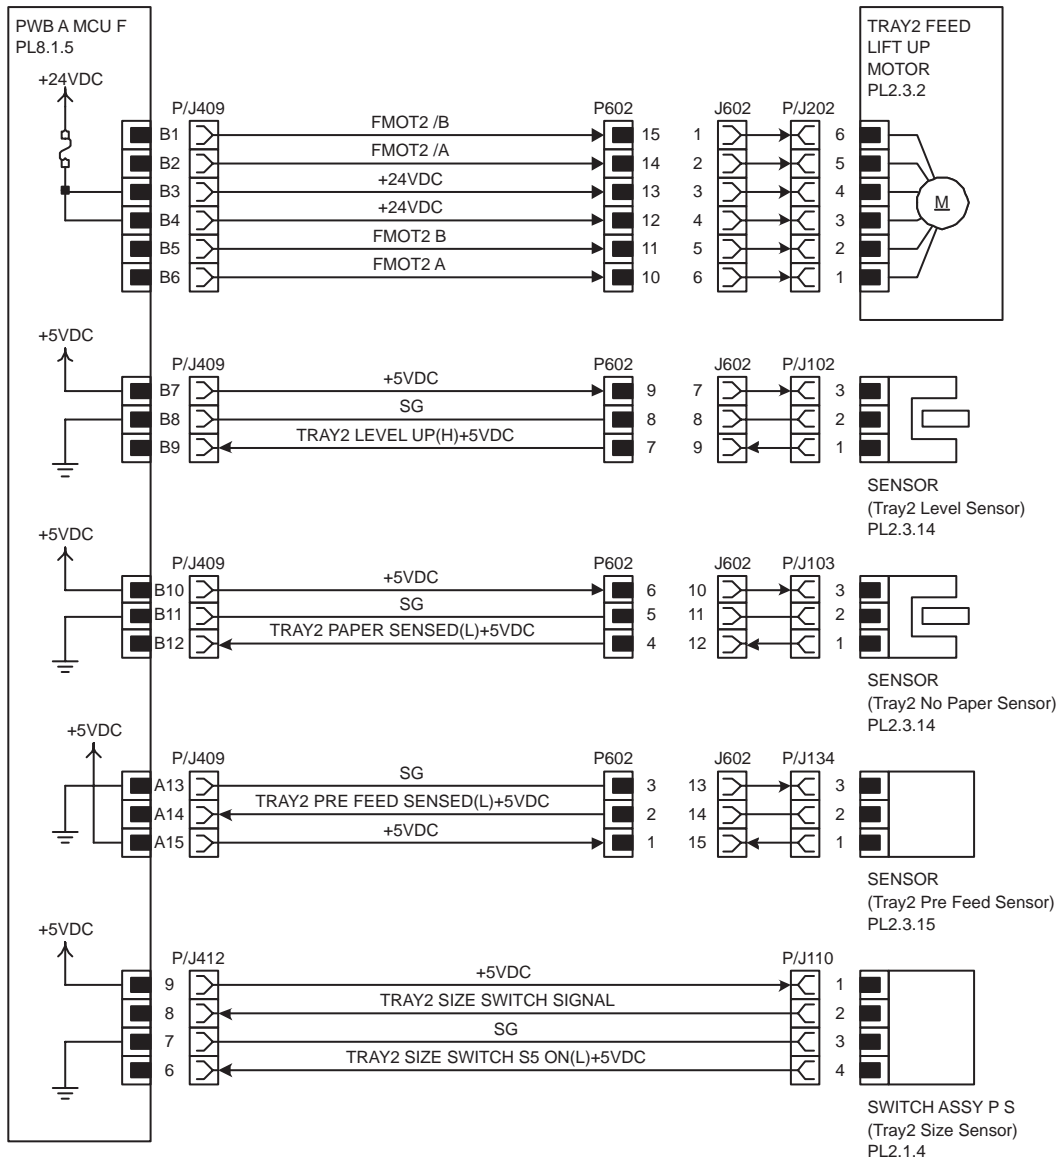 PWB A MCU F
PL8.1.5
+24VDC
TRAY2 FEED
LIFT UP
MOTOR
PL2.3.2
P/J409 P602 J602 P/J202
B1 FMOT2 /B 15 1 6
B2 FMOT2 /A 14 2 5
B3 +24VDC 13 3 4
B4 +24VDC 12 4 3
B5 FMOT2 B 11 5 2
B6 FMOT2 A 10 6 1
M
+5VDC
P/J409 P602 J602 P/J102
B7 +5VDC 9 7 3
B8 SG 8 8 2
B9 TRAY2 LEVEL UP(H)+5VDC 7 9 1
SENSOR
(Tray2 Level Sensor)
PL2.3.14
+5VDC
P/J409 P602 J602 P/J103
B10 +5VDC 6 10 3
B11 SG 5 11 2
B12 TRAY2 PAPER SENSED(L)+5VDC 4 12 1
SENSOR
(Tray2 No Paper Sensor)
PL2.3.14
+5VDC
P/J409 P602 J602 P/J134
A13 SG 3 13 3
A14 TRAY2 PRE FEED SENSED(L)+5VDC 2 14 2
A15 +5VDC 1 15 1
SENSOR
(Tray2 Pre Feed Sensor)
PL2.3.15
+5VDC
P/J412 P/J110
9 +5VDC 1
8 TRAY2 SIZE SWITCH SIGNAL 2
7 SG 3
6 TRAY2 SIZE SWITCH S5 ON(L)+5VDC 4
SWITCH ASSY P S
(Tray2 Size Sensor)
PL2.1.4